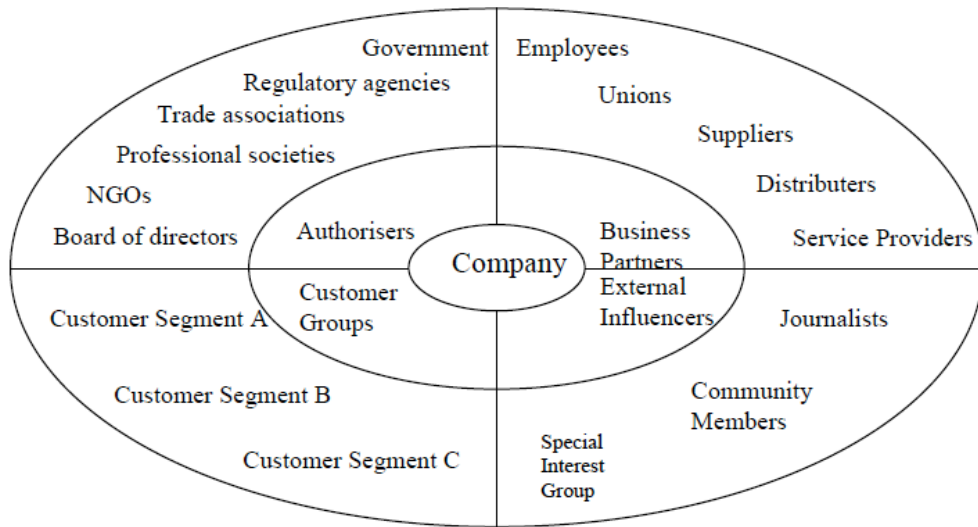 Government
Employees
Regulatory agencies
Unions
Trade associations
Suppliers
Professional societies
NGOs
Distributers
Board of directors
Authorisers
Business
Partners
Service Providers
Company
Customer Segment A
Customer
Groups
External
Influencers
Journalists
Customer Segment B
Community
Members
Customer Segment C
Special
Interest
Group